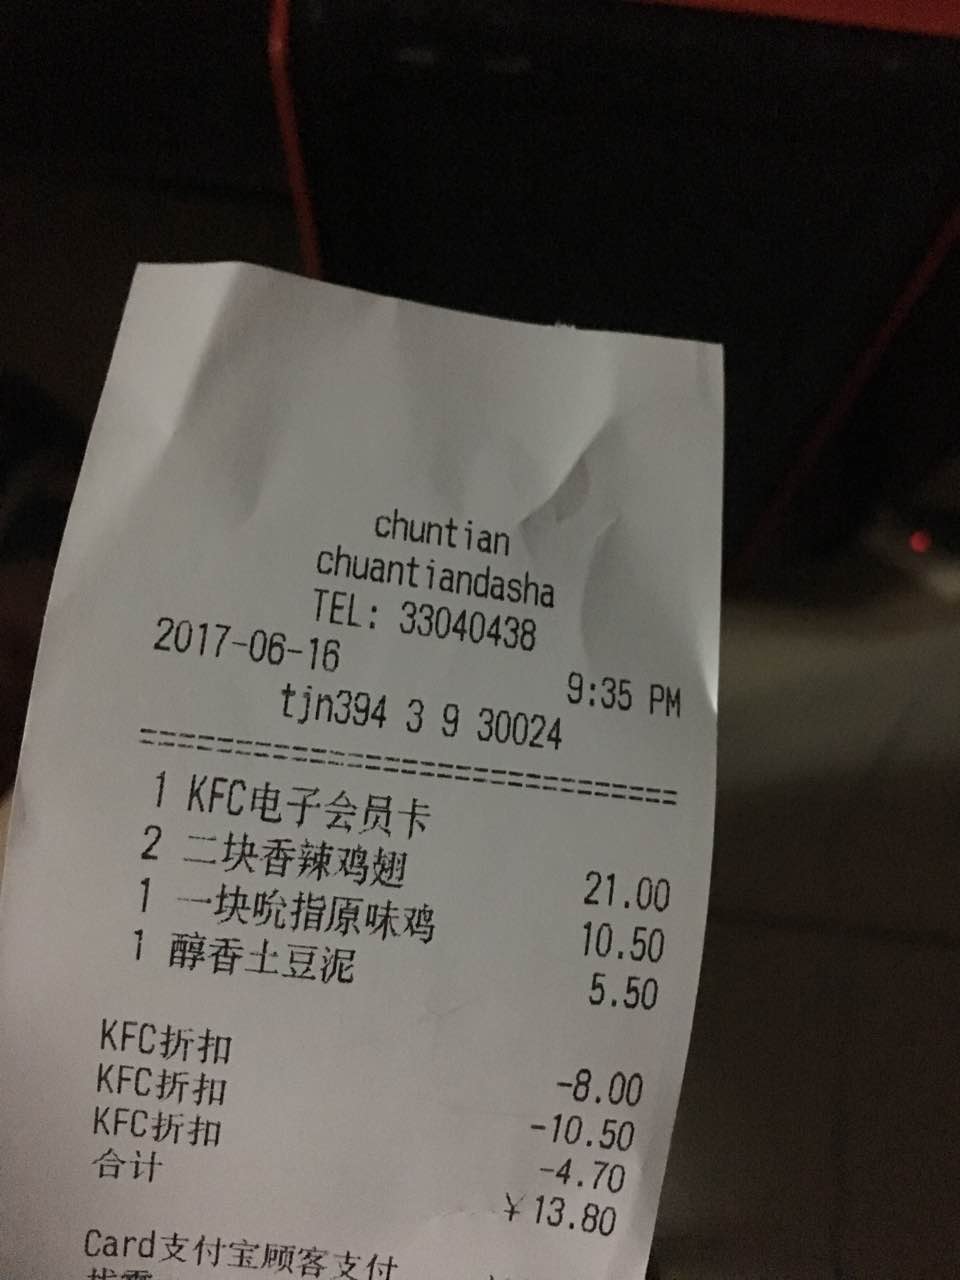 chuntian
chuantiandasha
TEL: 33040438
2017-06-16 9:35 PM
tjn394 3 9 30024
1 KFC电子会员卡
2 二块香辣鸡翅 21.00
1 一块吮指原味鸡 10.50
1 醇香土豆泥 5.50
KFC折扣 -8.00
KFC折扣 -10.50
KFC折扣 -4.70
合计 ¥13.80
Card支付宝顾客支付